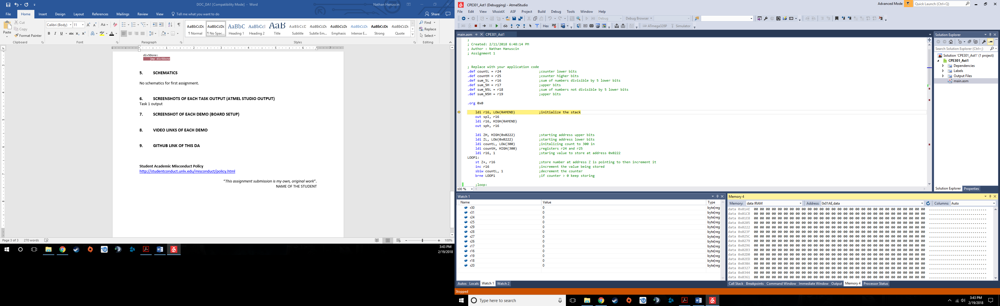 DOC_DA1 [Compatibility Mode] - Word
Nathan Hanuscin
File Home Insert Design Layout References Mailings Review View Tell me what you want to do Share
Paste
Cut
Copy
Format Painter
Clipboard
Calibri (Body) 11
Font
Paragraph
AaBbCcDc AaBbCcDc AaBbC AaBbCcI AaB AaBbCcC AaBbCcDc AaBbCcDc AaBbCcDc AaBbCcDc AaBbCcDc
¶ Normal ¶ No Spac... Heading 1 Heading 2 Title Subtitle Subtle Em... Emphasis Intense E... Strong Quote
Styles
Find
Replace
Select
Editing
div5Done:
jmp div5Done
5. SCHEMATICS
No schematics for first assignment.
6. SCREENSHOTS OF EACH TASK OUTPUT (ATMEL STUDIO OUTPUT)
Task 1 output
7. SCREENSHOT OF EACH DEMO (BOARD SETUP)
8. VIDEO LINKS OF EACH DEMO
9. GITHUB LINK OF THIS DA
Student Academic Misconduct Policy
http://studentconduct.unlv.edu/misconduct/policy.html
“This assignment submission is my own, original work”.
NAME OF THE STUDENT
Page 3 of 3 270 words
100%
3:43 PM
2/19/2018
CPE301_Ast1 (Debugging) - AtmelStudio
Advanced Mode
Quick Launch (Ctrl+Q)
File Edit View VAssistX ASF Project Build Debug Tools Window Help
Debug Debug Browser
Hex
ATmega328P Simulator
main.asm CPE301_Ast1
;
; Created: 2/11/2018 6:48:14 PM
; Author : Nathan Hanuscin
; Assignment 1
; Replace with your application code
.def countL = r24 ;counter lower bits
.def countH = r25 ;counter higher bits
.def sum_5L = r16 ;sum of numbers divisible by 5 lower bits
.def sum_5H = r17 ;upper bits
.def sum_N5L = r18 ;sum of numbers not divisible by 5 lower bits
.def sum_N5H = r19 ;upper bits
.org 0x0
ldi r16, LOW(RAMEND) ;initialize the stack
out spl, r16
ldi r16, HIGH(RAMEND)
out sph, r16
ldi ZH, HIGH(0x0222) ;starting address upper bits
ldi ZL, LOW(0x0222) ;starting address lower bits
ldi countL, LOW(300) ;initalizing count to 300 in
ldi countH, HIGH(300) ;registers r24 and r25
ldi r16, 1 ;staring value to store at address 0x0222
LOOP1:
st Z+, r16 ;store number at address Z is pointing to then increment it
inc r16 ;increment the value being stored
sbiw countL, 1 ;decrement the counter
brne LOOP1 ;if counter > 0 keep storing
;loop:
100 %
Solution Explorer
Search Solution Explorer (Ctrl+;)
Solution 'CPE301_Ast1' (1 project)
CPE301_Ast1
Dependencies
Labels
Output Files
main.asm
Solution Explorer Properties
Watch 1
Name Value Type
r30 0 byte{reg
r31 0 byte{reg
r24 0 byte{reg
r25 0 byte{reg
r29 0 byte{reg
r28 0 byte{reg
r27 0 byte{reg
r26 0 byte{reg
r17 0 byte{reg
r16 0 byte{reg
r19 0 byte{reg
r18 0 byte{reg
r20 0 byte{reg
Autos Locals Watch 1 Watch 2
Memory 4
Memory: data IRAM Address: 0x01AE,data Columns: Auto
data 0x01AE 00 00 00 00 00 00 00 00 00 00 00 00 00 00 00 00 00 00 00 00 00 00 00 00 00 00 00 00 00 .............................
data 0x01CB 00 00 00 00 00 00 00 00 00 00 00 00 00 00 00 00 00 00 00 00 00 00 00 00 00 00 00 00 00 .............................
data 0x01E8 00 00 00 00 00 00 00 00 00 00 00 00 00 00 00 00 00 00 00 00 00 00 00 00 00 00 00 00 00 .............................
data 0x0205 00 00 00 00 00 00 00 00 00 00 00 00 00 00 00 00 00 00 00 00 00 00 00 00 00 00 00 00 00 .............................
data 0x0222 00 00 00 00 00 00 00 00 00 00 00 00 00 00 00 00 00 00 00 00 00 00 00 00 00 00 00 00 00 .............................
data 0x023F 00 00 00 00 00 00 00 00 00 00 00 00 00 00 00 00 00 00 00 00 00 00 00 00 00 00 00 00 00 .............................
data 0x025C 00 00 00 00 00 00 00 00 00 00 00 00 00 00 00 00 00 00 00 00 00 00 00 00 00 00 00 00 00 .............................
data 0x0279 00 00 00 00 00 00 00 00 00 00 00 00 00 00 00 00 00 00 00 00 00 00 00 00 00 00 00 00 00 .............................
data 0x0296 00 00 00 00 00 00 00 00 00 00 00 00 00 00 00 00 00 00 00 00 00 00 00 00 00 00 00 00 00 .............................
data 0x02B3 00 00 00 00 00 00 00 00 00 00 00 00 00 00 00 00 00 00 00 00 00 00 00 00 00 00 00 00 00 .............................
data 0x02D0 00 00 00 00 00 00 00 00 00 00 00 00 00 00 00 00 00 00 00 00 00 00 00 00 00 00 00 00 00 .............................
data 0x02ED 00 00 00 00 00 00 00 00 00 00 00 00 00 00 00 00 00 00 00 00 00 00 00 00 00 00 00 00 00 .............................
data 0x030A 00 00 00 00 00 00 00 00 00 00 00 00 00 00 00 00 00 00 00 00 00 00 00 00 00 00 00 00 00 .............................
data 0x0327 00 00 00 00 00 00 00 00 00 00 00 00 00 00 00 00 00 00 00 00 00 00 00 00 00 00 00 00 00 .............................
data 0x0344 00 00 00 00 00 00 00 00 00 00 00 00 00 00 00 00 00 00 00 00 00 00 00 00 00 00 00 00 00 .............................
data 0x0361 00 00 00 00 00 00 00 00 00 00 00 00 00 00 00 00 00 00 00 00 00 00 00 00 00 00 00 00 00 .............................
Call Stack Breakpoints Command Window Immediate Window Output Memory 4 Processor Status
Stopped
Type here to search
3:43 PM
2/19/2018